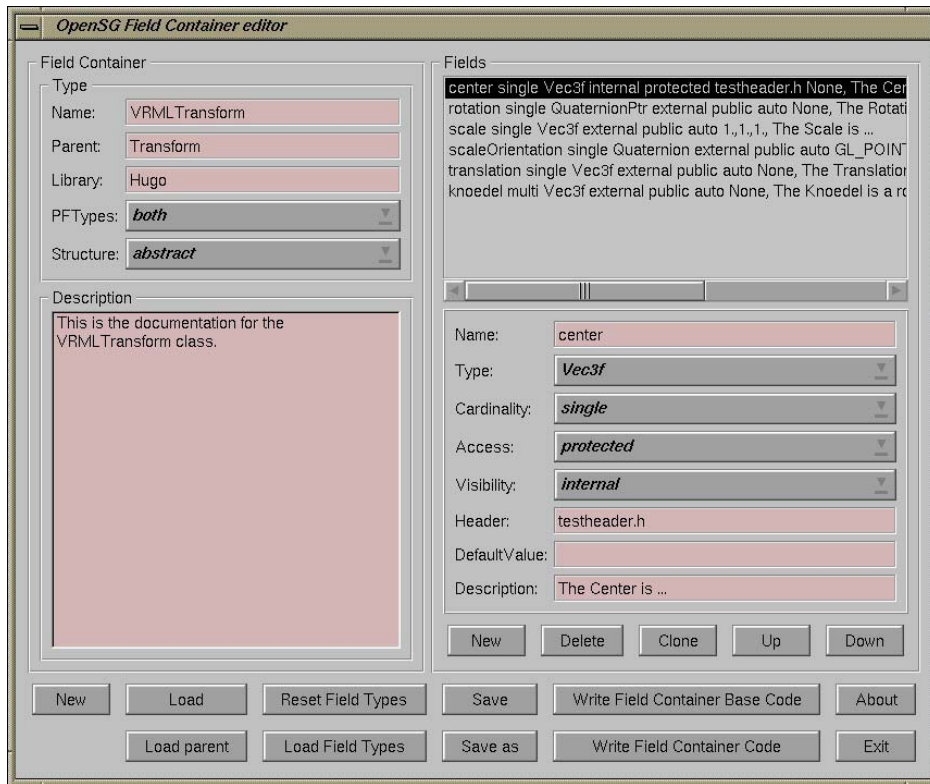 OpenSG Field Container editor
Field Container
Type
Name: VRMLTransform
Parent: Transform
Library: Hugo
PFTypes: both
Structure: abstract
Description
This is the documentation for the
VRMLTransform class.
Fields
center single Vec3f internal protected testheader.h None, The Cer
rotation single QuaternionPtr external public auto None, The Rotati
scale single Vec3f external public auto 1.,1.,1., The Scale is ...
scaleOrientation single Quaternion external public auto GL_POINT
translation single Vec3f external public auto None, The Translation
knoedel multi Vec3f external public auto None, The Knoedel is a ro
Name: center
Type: Vec3f
Cardinality: single
Access: protected
Visibility: internal
Header: testheader.h
DefaultValue:
Description: The Center is ...
New Delete Clone Up Down
New Load Reset Field Types Save Write Field Container Base Code About
Load parent Load Field Types Save as Write Field Container Code Exit